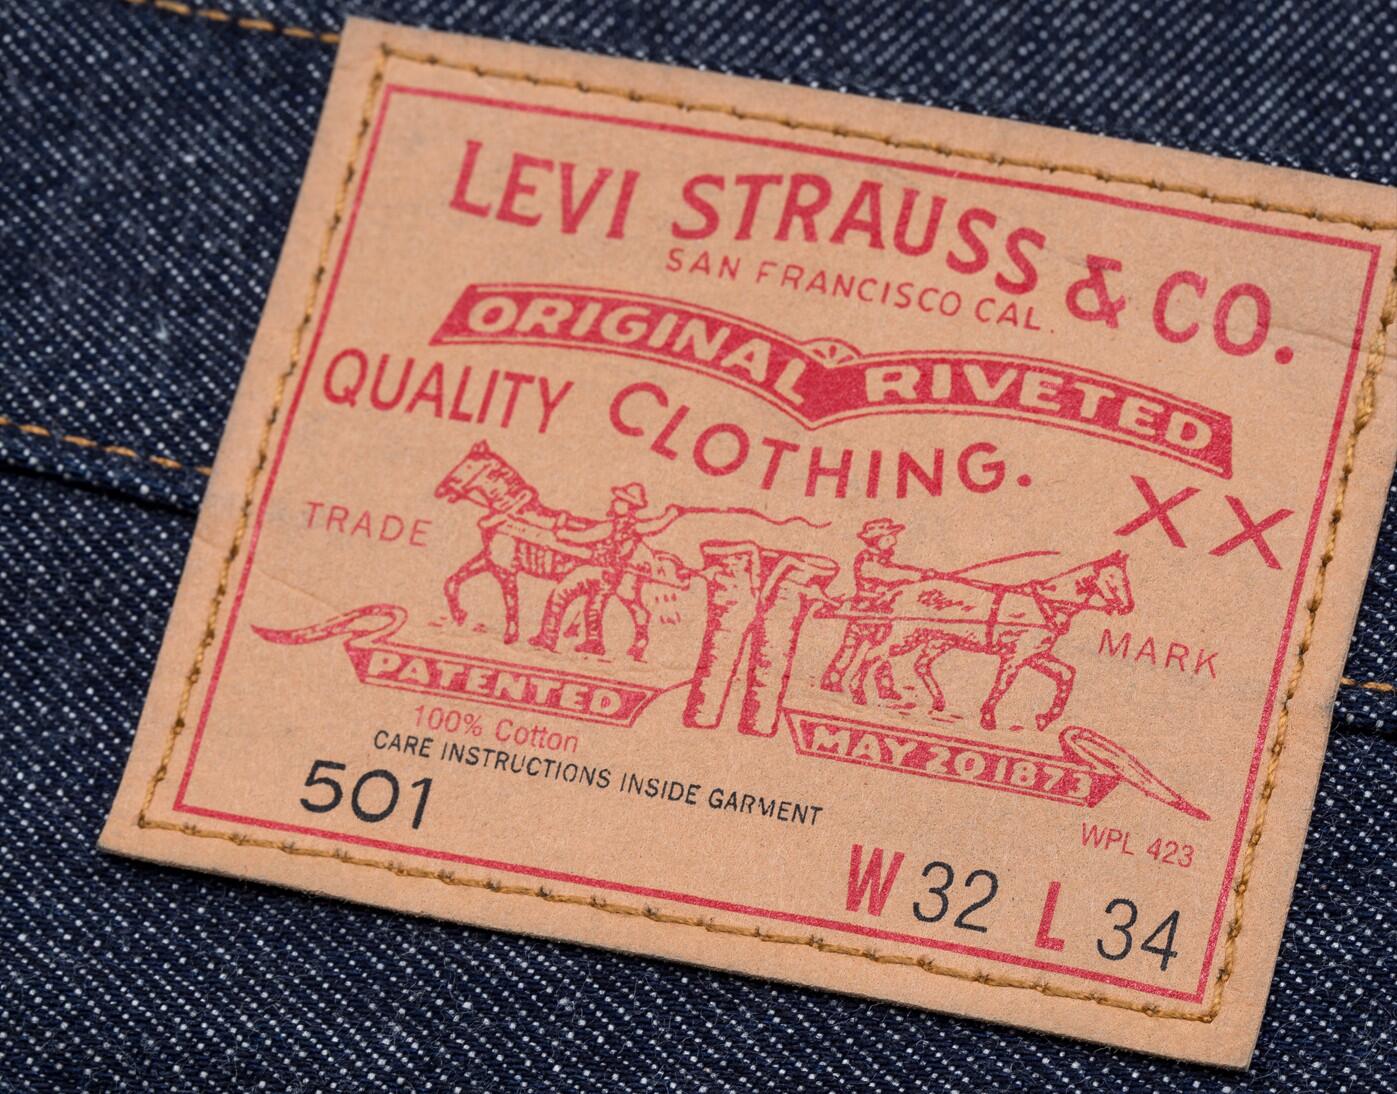 LEVI STRAUSS & CO.
SAN FRANCISCO CAL.
ORIGINAL RIVETED
QUALITY CLOTHING.
XX
TRADE MARK
PATENTED MAY 20 1873
100% Cotton
CARE INSTRUCTIONS INSIDE GARMENT
WPL 423
501
W 32 L 34